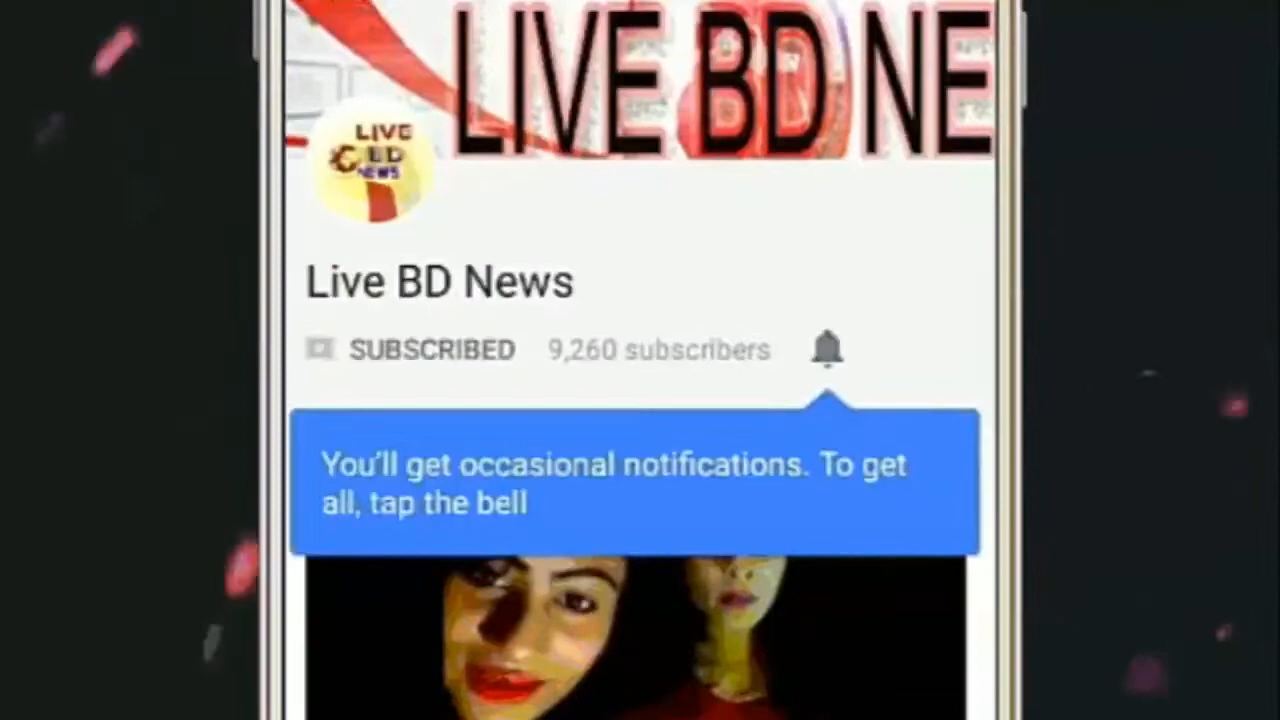 LIVE BD NE
LIVE
BD
NEWS
Live BD News
SUBSCRIBED 9,260 subscribers
You'll get occasional notifications. To get
all, tap the bell